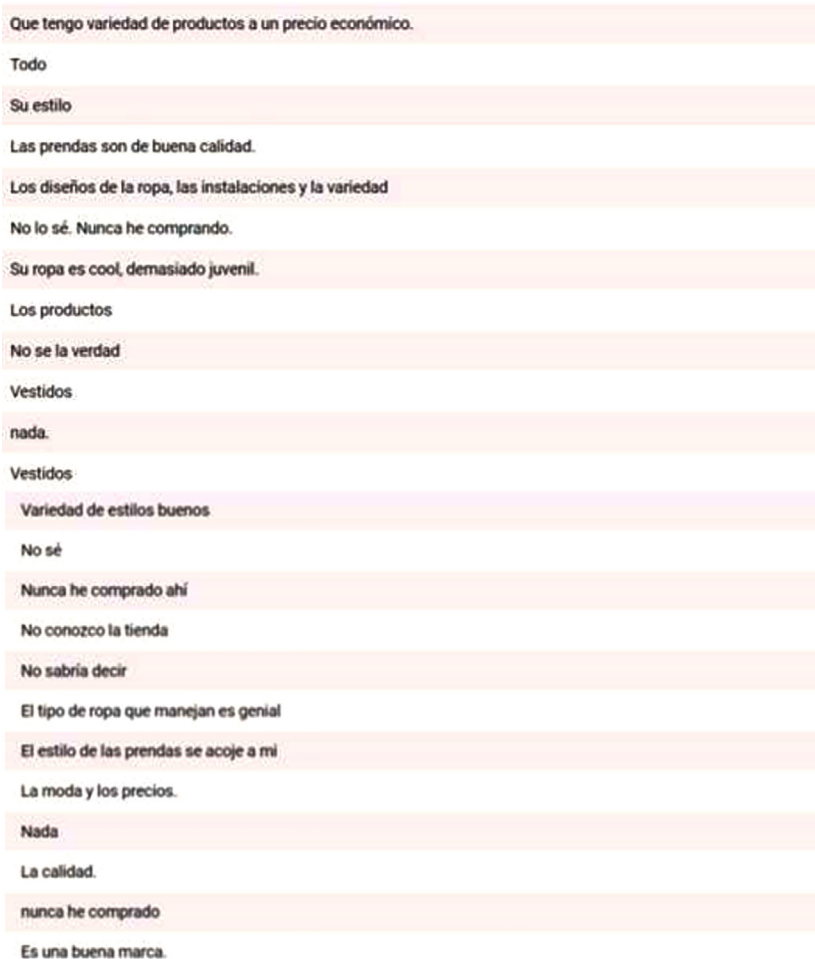 Que tengo variedad de productos a un precio económico.
Todo
Su estilo
Las prendas son de buena calidad.
Los diseños de la ropa, las instalaciones y la variedad
No lo sé. Nunca he comprando.
Su ropa es cool, demasiado juvenil.
Los productos
No se la verdad
Vestidos
nada.
Vestidos
Variedad de estilos buenos
No sé
Nunca he comprado ahí
No conozco la tienda
No sabría decir
El tipo de ropa que manejan es genial
El estilo de las prendas se acoje a mi
La moda y los precios.
Nada
La calidad.
nunca he comprado
Es una buena marca.